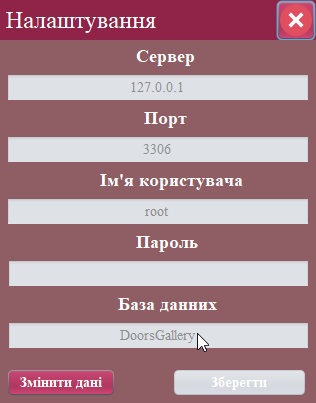 Налаштування
Сервер
127.0.0.1
Порт
3306
Ім'я користувача
root
Пароль
База данних
DoorsGallery
Змінити дані Зберегти